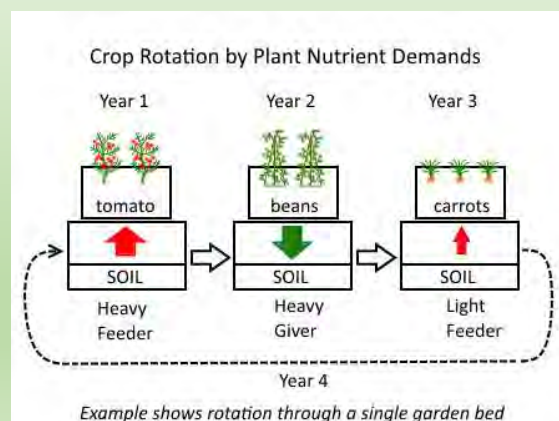 Crop Rotation by Plant Nutrient Demands
Year 1
Year 2
Year 3
tomato
beans
carrots
SOIL
SOIL
SOIL
Heavy
Feeder
Heavy
Giver
Light
Feeder
Year 4
Example shows rotation through a single garden bed